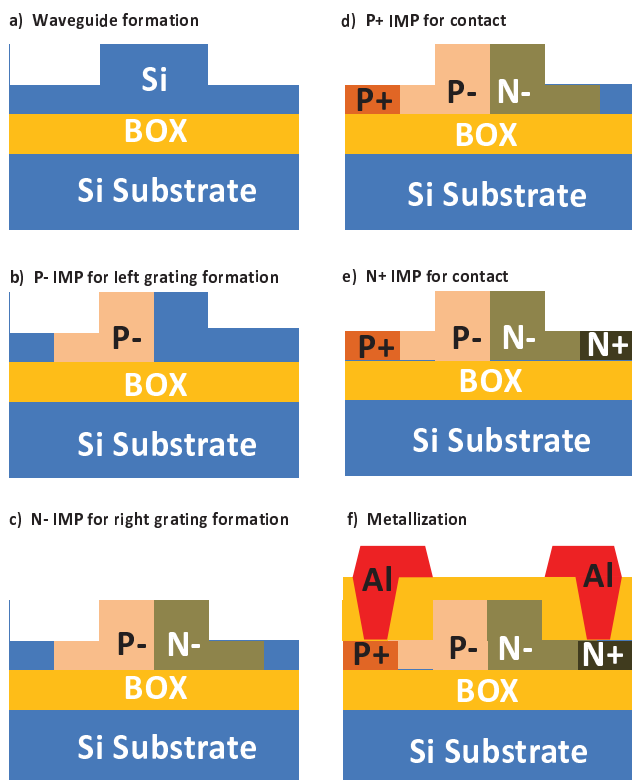 a) Waveguide formation
Si
BOX
Si Substrate
b) P- IMP for left grating formation
P-
BOX
Si Substrate
c) N- IMP for right grating formation
P- N-
BOX
Si Substrate
d) P+ IMP for contact
P+ P- N-
BOX
Si Substrate
e) N+ IMP for contact
P+ P- N- N+
BOX
Si Substrate
f) Metallization
Al Al
P+ P- N- N+
BOX
Si Substrate